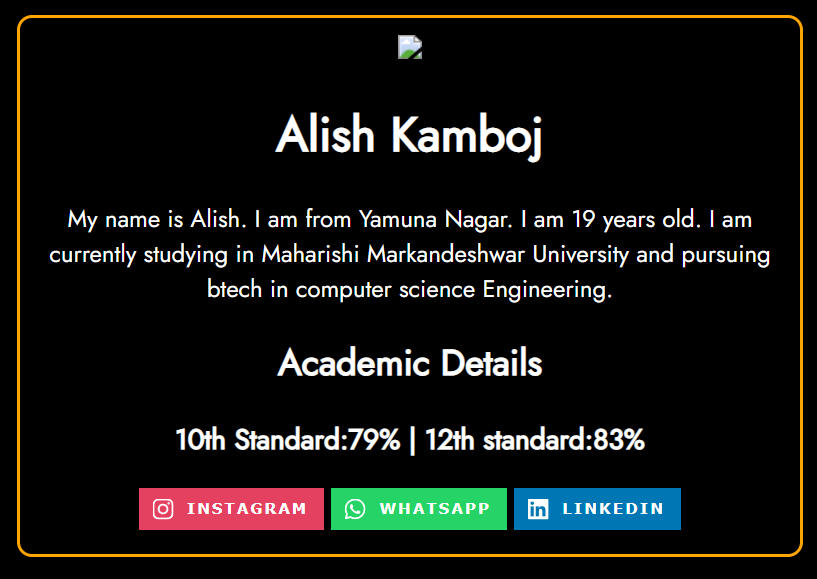 Alish Kamboj
My name is Alish. I am from Yamuna Nagar. I am 19 years old. I am
currently studying in Maharishi Markandeshwar University and pursuing
btech in computer science Engineering.
Academic Details
10th Standard:79% | 12th standard:83%
INSTAGRAM WHATSAPP LINKEDIN